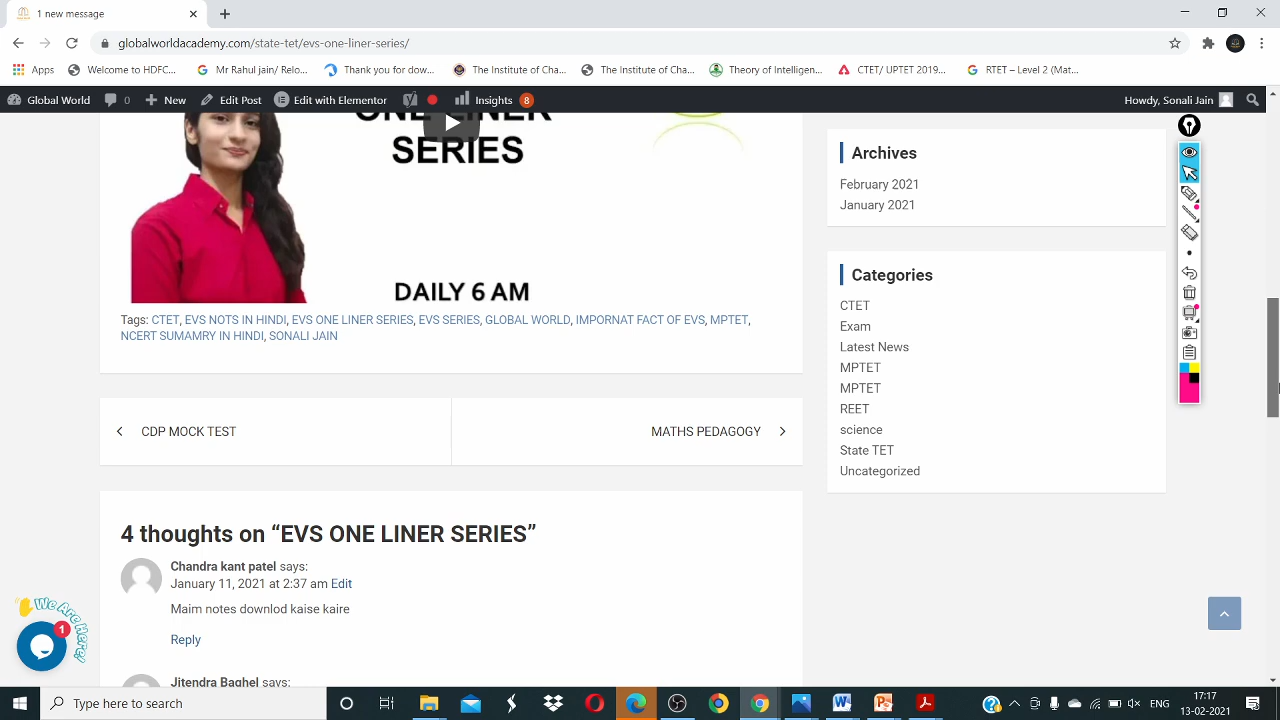 1 new message
globalworldacademy.com/state-tet/evs-one-liner-series/
Apps Welcome to HDFC... Mr Rahul jain/ Relo... Thank you for dow... The Institute of Cha... The Institute of Cha... Theory of Intelligen... CTET/ UPTET 2019... RTET – Level 2 (Mat...
Global World 0 New Edit Post Edit with Elementor Insights 8 Howdy, Sonali Jain
ONE LINER
SERIES
DAILY 6 AM
Tags: CTET, EVS NOTS IN HINDI, EVS ONE LINER SERIES, EVS SERIES, GLOBAL WORLD, IMPORNAT FACT OF EVS, MPTET,
NCERT SUMAMRY IN HINDI, SONALI JAIN
CDP MOCK TEST MATHS PEDAGOGY
4 thoughts on “EVS ONE LINER SERIES”
Chandra kant patel says:
January 11, 2021 at 2:37 am Edit
Maim notes downlod kaise kaire
Reply
Jitendra Baghel says:
Archives
February 2021
January 2021
Categories
CTET
Exam
Latest News
MPTET
MPTET
REET
science
State TET
Uncategorized
We Are Here!
1
Type here to search
ENG
17:17
13-02-2021